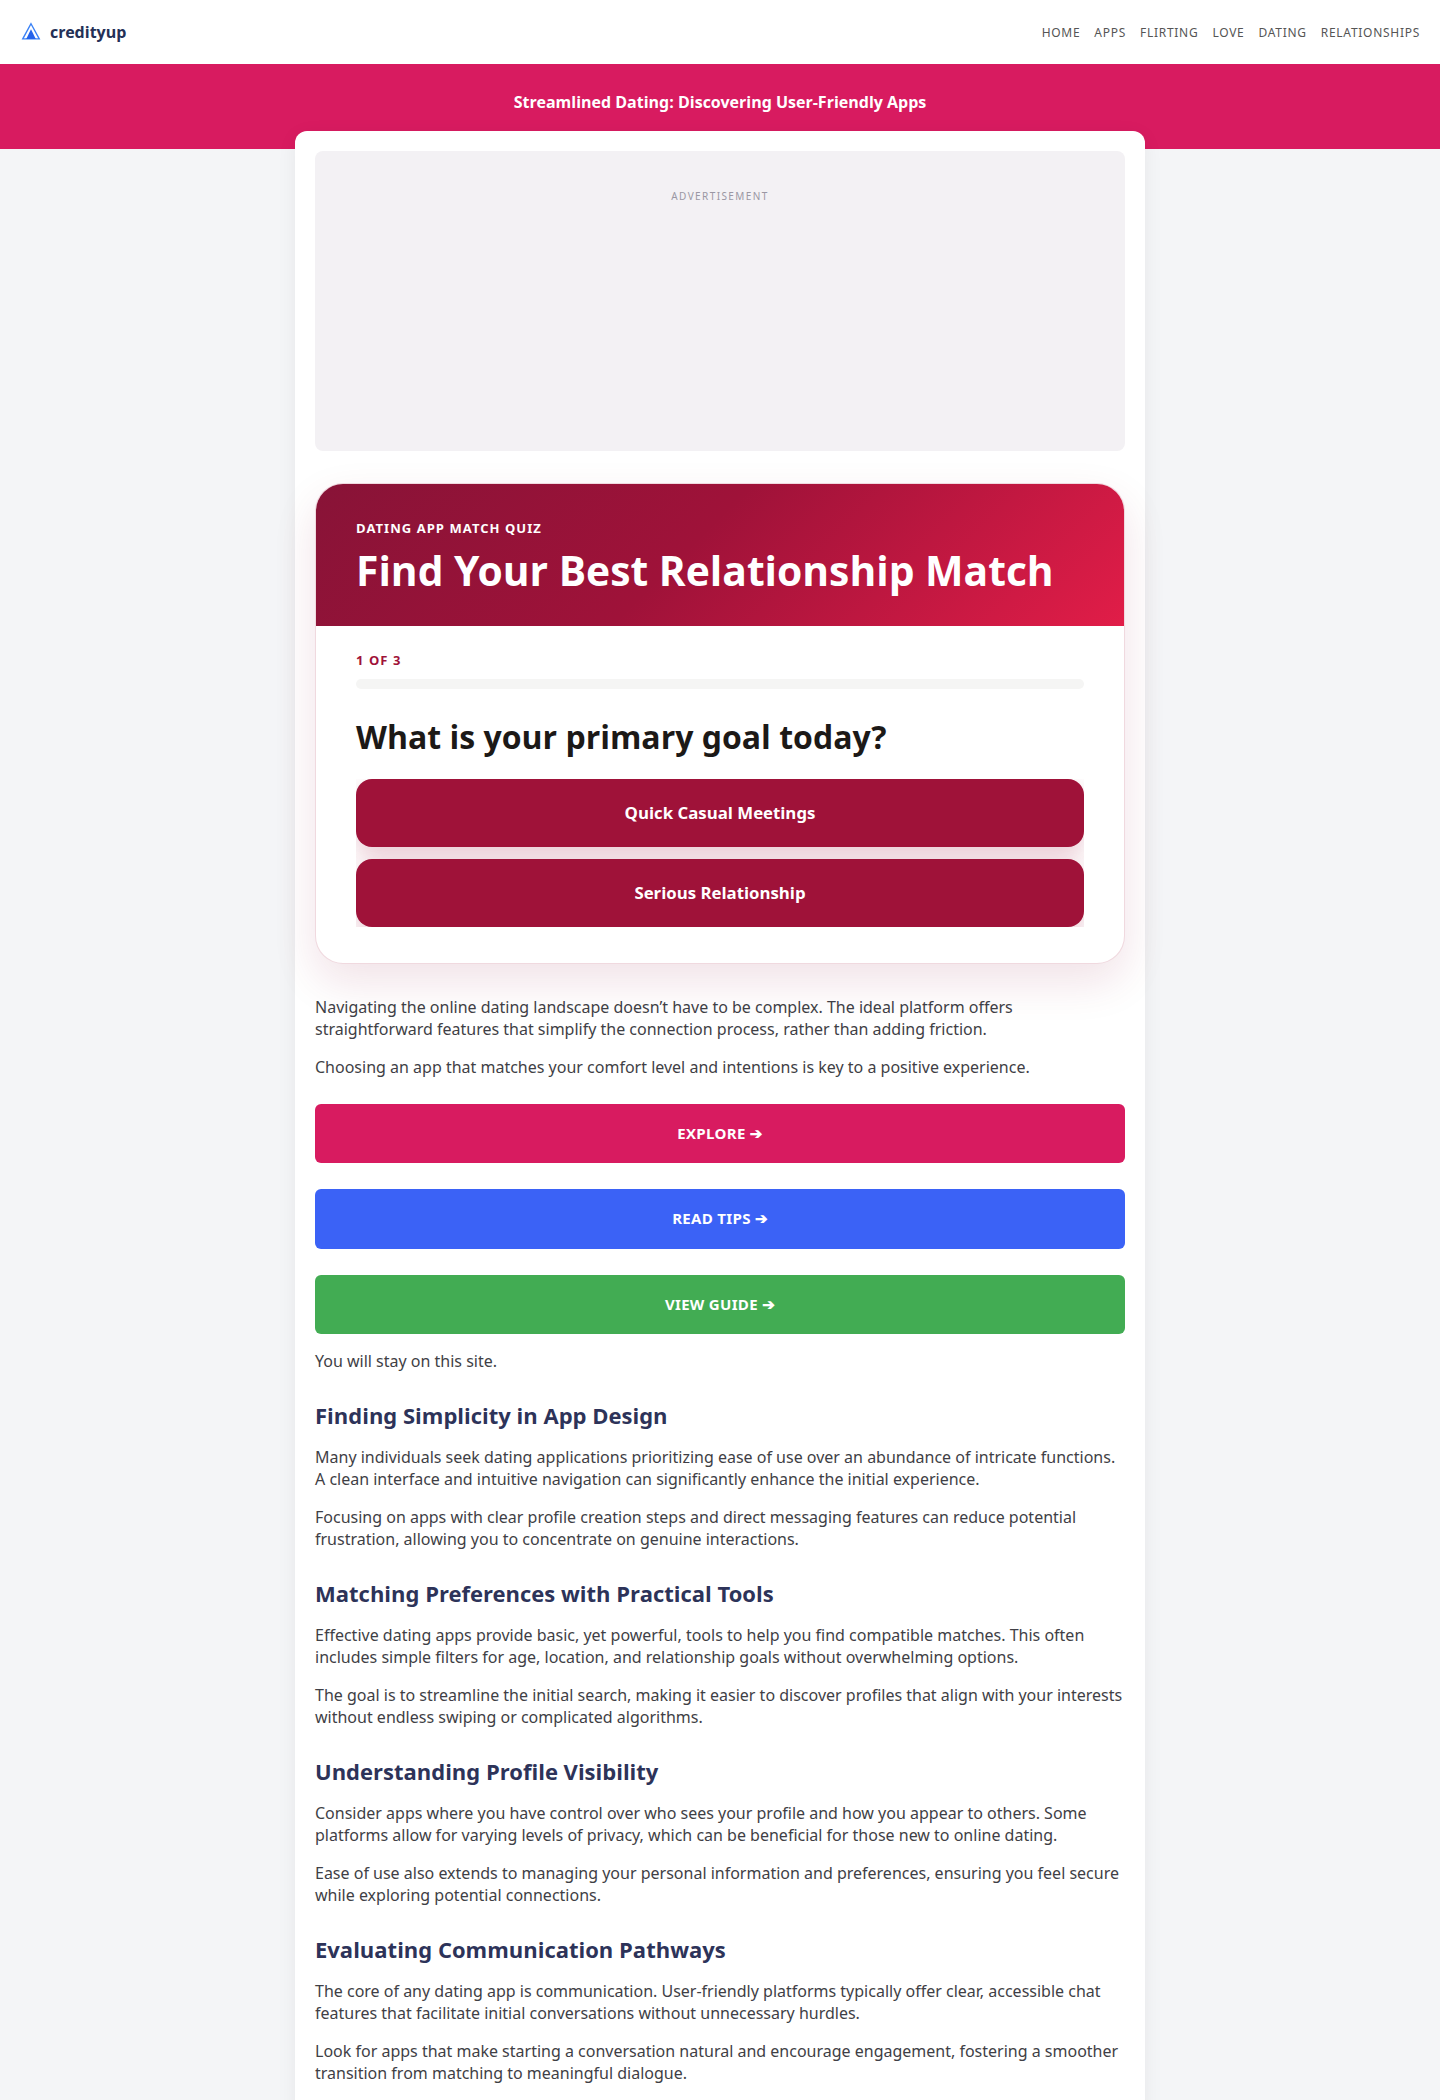 credityup
HOME APPS FLIRTING LOVE DATING RELATIONSHIPS
Streamlined Dating: Discovering User-Friendly Apps
ADVERTISEMENT
DATING APP MATCH QUIZ
Find Your Best Relationship Match
1 OF 3
What is your primary goal today?
Quick Casual Meetings
Serious Relationship
Navigating the online dating landscape doesn’t have to be complex. The ideal platform offers
straightforward features that simplify the connection process, rather than adding friction.
Choosing an app that matches your comfort level and intentions is key to a positive experience.
EXPLORE ➔
READ TIPS ➔
VIEW GUIDE ➔
You will stay on this site.
Finding Simplicity in App Design
Many individuals seek dating applications prioritizing ease of use over an abundance of intricate functions.
A clean interface and intuitive navigation can significantly enhance the initial experience.
Focusing on apps with clear profile creation steps and direct messaging features can reduce potential
frustration, allowing you to concentrate on genuine interactions.
Matching Preferences with Practical Tools
Effective dating apps provide basic, yet powerful, tools to help you find compatible matches. This often
includes simple filters for age, location, and relationship goals without overwhelming options.
The goal is to streamline the initial search, making it easier to discover profiles that align with your interests
without endless swiping or complicated algorithms.
Understanding Profile Visibility
Consider apps where you have control over who sees your profile and how you appear to others. Some
platforms allow for varying levels of privacy, which can be beneficial for those new to online dating.
Ease of use also extends to managing your personal information and preferences, ensuring you feel secure
while exploring potential connections.
Evaluating Communication Pathways
The core of any dating app is communication. User-friendly platforms typically offer clear, accessible chat
features that facilitate initial conversations without unnecessary hurdles.
Look for apps that make starting a conversation natural and encourage engagement, fostering a smoother
transition from matching to meaningful dialogue.